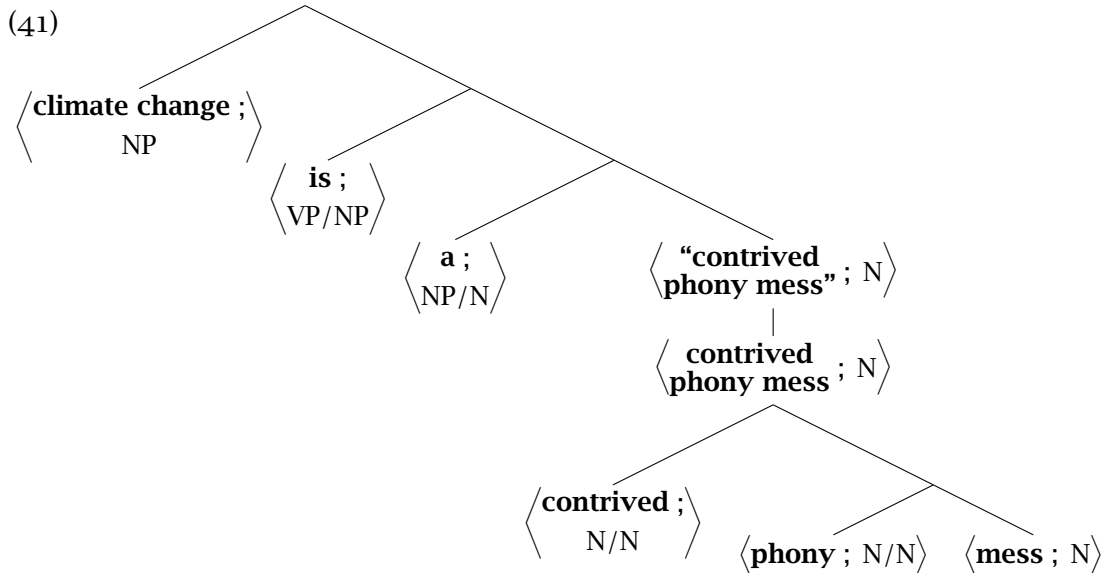 (41)
⟨climate change ;
NP⟩
⟨is ;
VP/NP⟩
⟨a ;
NP/N⟩
⟨“contrived
phony mess” ; N⟩
⟨contrived
phony mess ; N⟩
⟨contrived ;
N/N⟩
⟨phony ; N/N⟩ ⟨mess ; N⟩